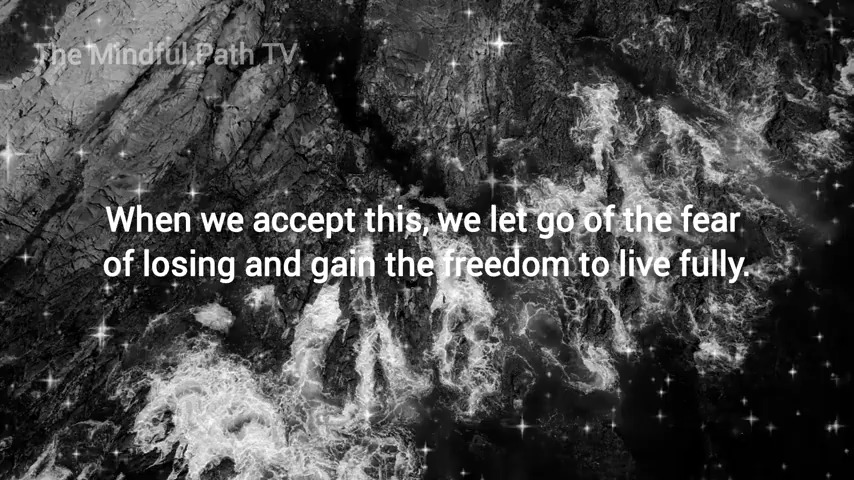 The Mindful Path TV
When we accept this, we let go of the fear
of losing and gain the freedom to live fully.